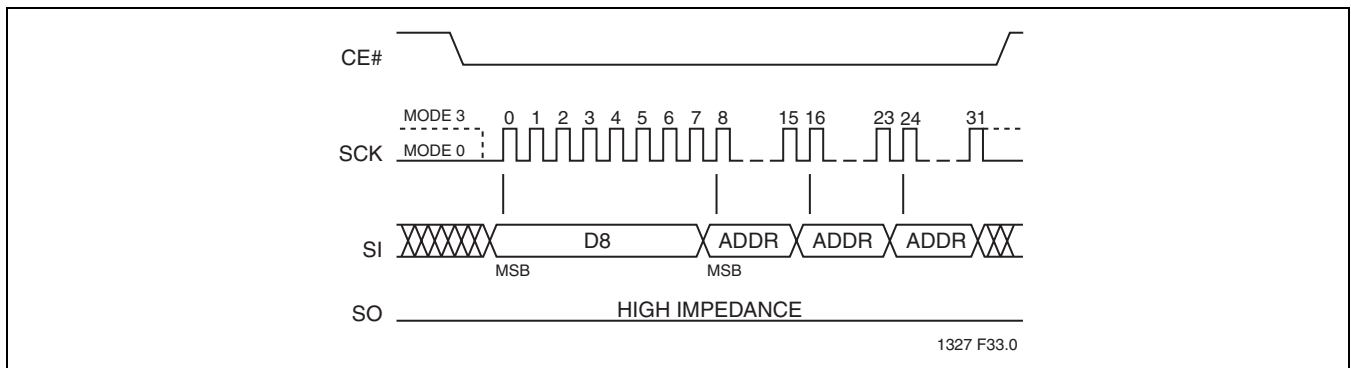 CE#
MODE 3
0 1 2 3 4 5 6 7 8 15 16 23 24 31
SCK MODE 0
SI D8 ADDR ADDR ADDR
MSB MSB
SO HIGH IMPEDANCE
1327 F33.0